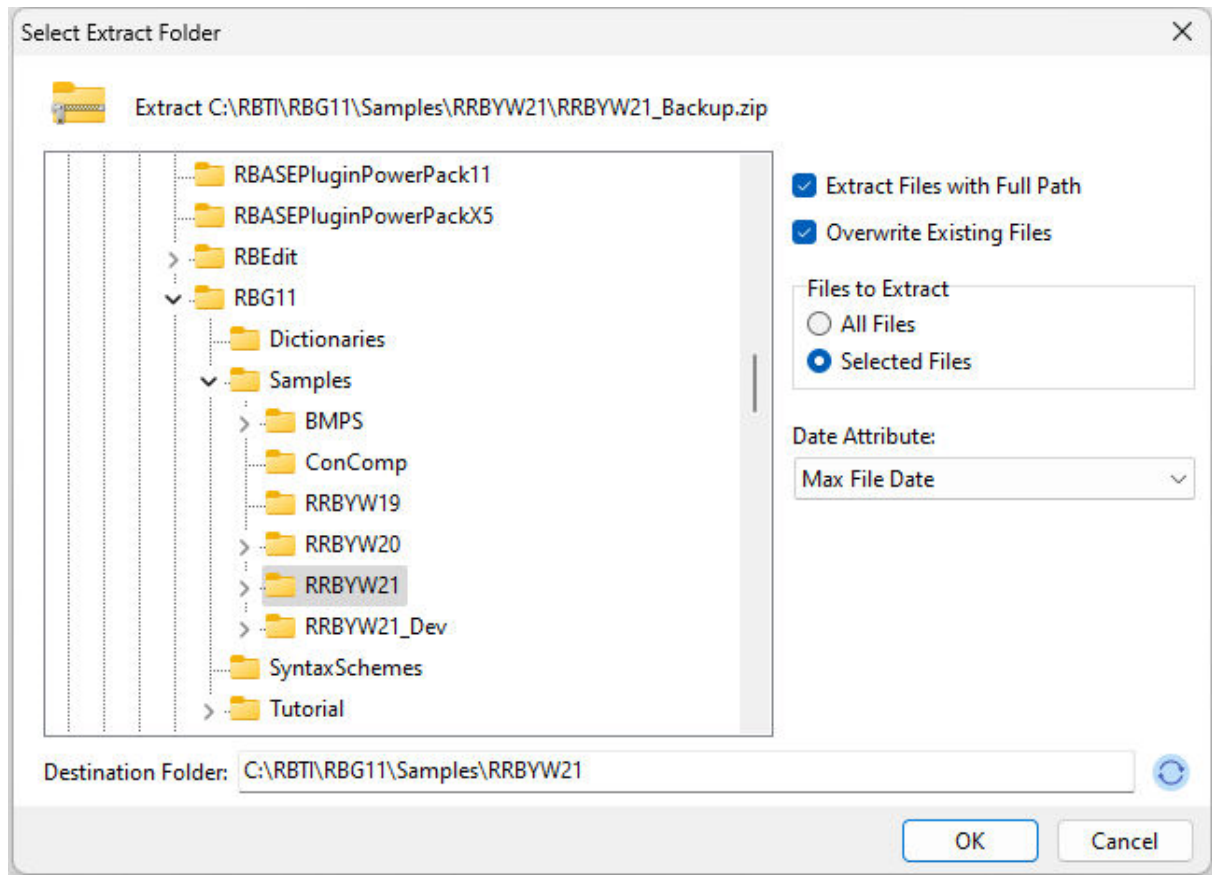 Select Extract Folder
Extract C:\RBTI\RBG11\Samples\RRBYW21\RRBYW21_Backup.zip
RBASEPluginPowerPack11
RBASEPluginPowerPackX5
RBEdit
RBG11
Dictionaries
Samples
BMPS
ConComp
RRBYW19
RRBYW20
RRBYW21
RRBYW21_Dev
SyntaxSchemes
Tutorial
Extract Files with Full Path
Overwrite Existing Files
Files to Extract
All Files
Selected Files
Date Attribute:
Max File Date
Destination Folder: C:\RBTI\RBG11\Samples\RRBYW21
OK Cancel